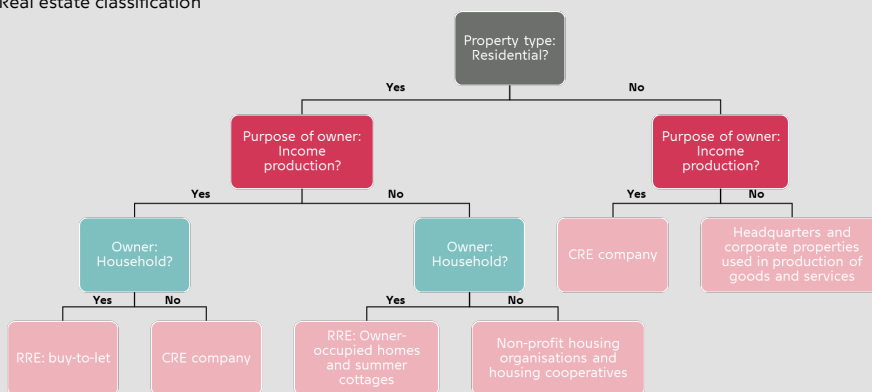 Real estate classification
Property type:
Residential?
Yes
No
Purpose of owner:
Income
production?
Purpose of owner:
Income
production?
Yes
No
Yes
No
Owner:
Household?
Owner:
Household?
CRE company
Headquarters and
corporate properties
used in production of
goods and services
Yes
No
Yes
No
RRE: buy-to-let
CRE company
RRE: Owner-
occupied homes
and summer
cottages
Non-profit housing
organisations and
housing cooperatives